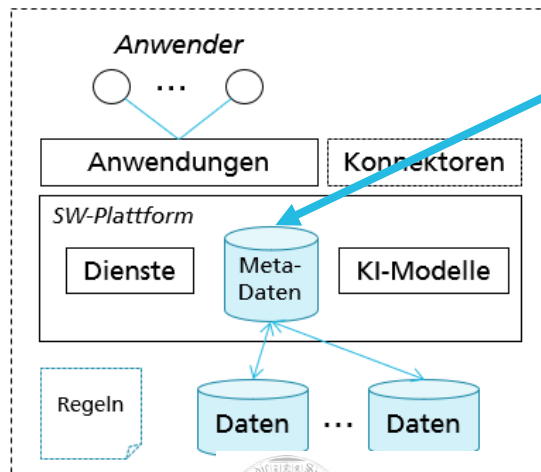 Anwender
...
Anwendungen
Konnektoren
SW-Plattform
Dienste
Meta-
Daten
KI-Modelle
Regeln
Daten
...
Daten